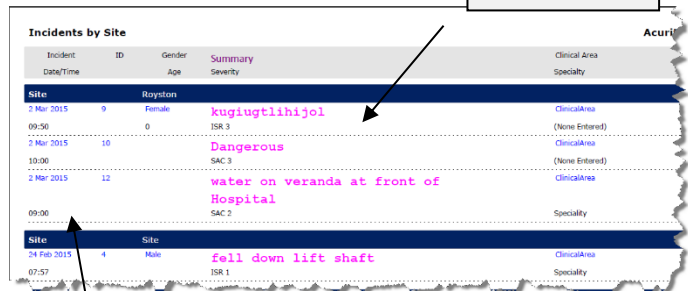 Incidents by Site Acuri
Incident ID Gender Summary Clinical Area
Date/Time Age Severity Specialty
Site Royston
2 Mar 2015 9 Female kugiugtlihijol ClinicalArea
09:50 0 ISR 3 (None Entered)
2 Mar 2015 10 Dangerous ClinicalArea
10:00 SAC 3 (None Entered)
2 Mar 2015 12 water on veranda at front of ClinicalArea
Hospital
09:00 SAC 2 Speciality
Site Site
24 Feb 2015 4 Male fell down lift shaft ClinicalArea
07:57 ISR 1 Speciality